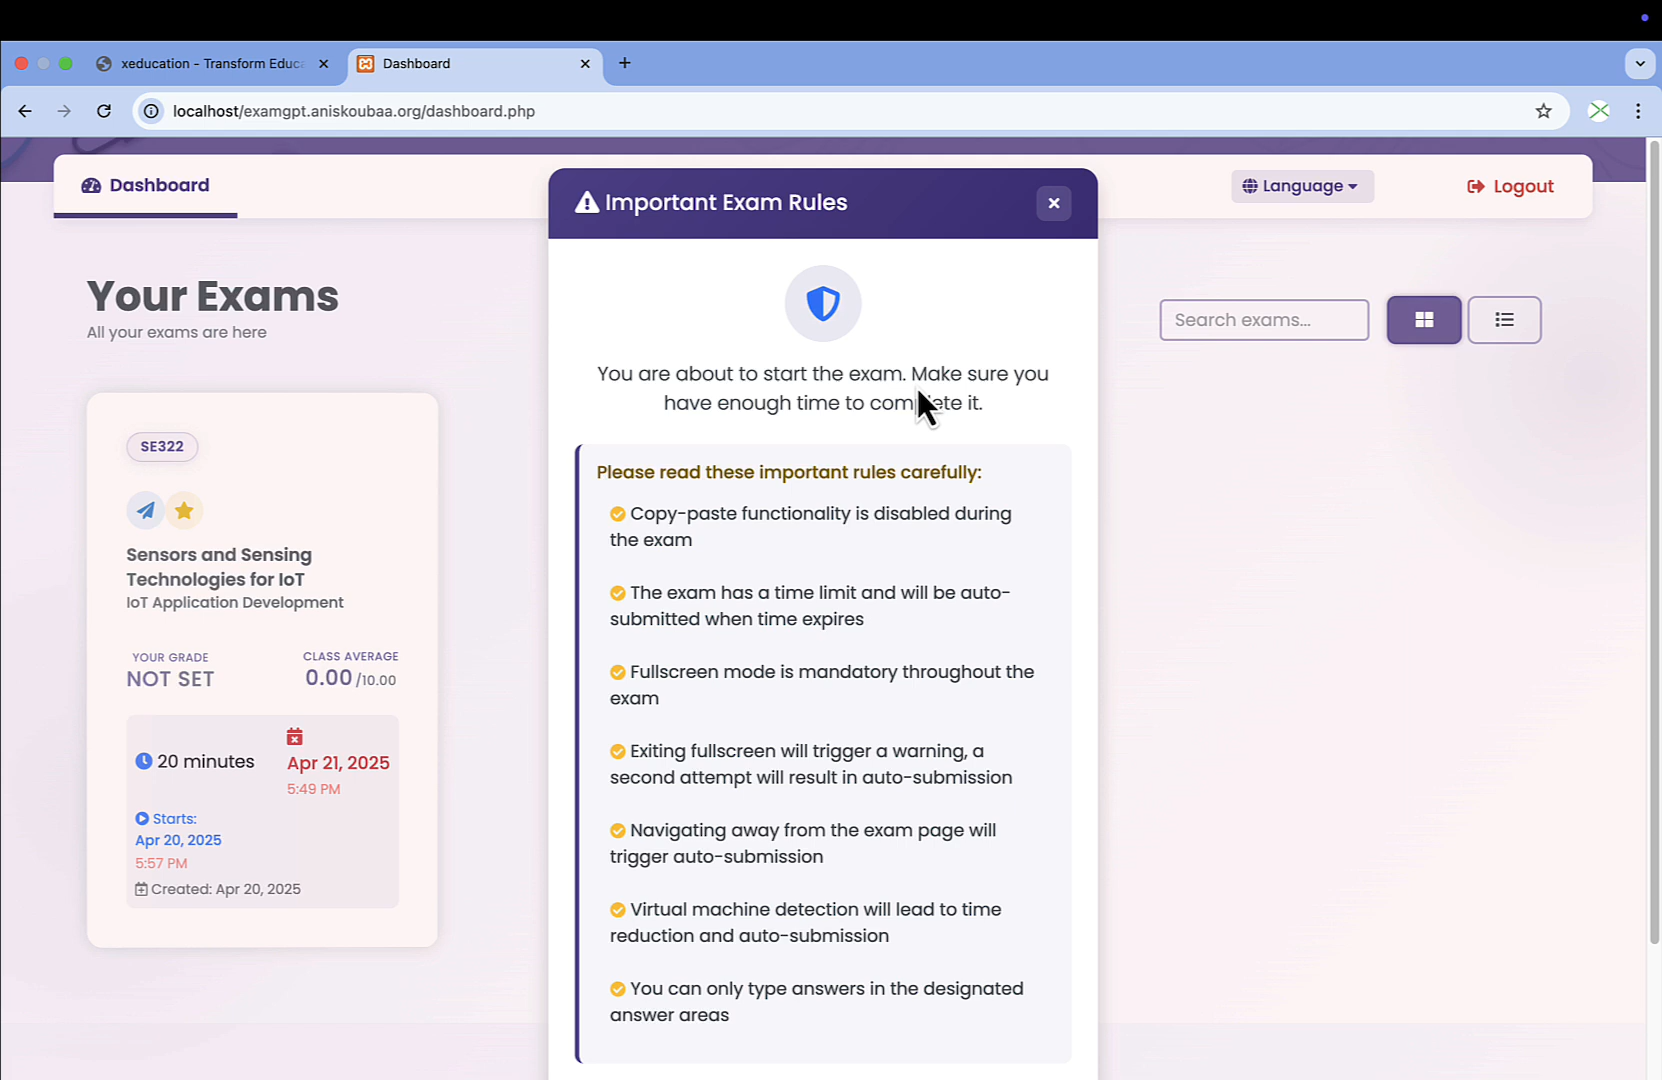 xeducation - Transform Educa
Dashboard
localhost/examgpt.aniskoubaa.org/dashboard.php
Dashboard
Language
Logout
Your Exams
All your exams are here
Search exams...
SE322
Sensors and Sensing
Technologies for IoT
IoT Application Development
YOUR GRADE
NOT SET
CLASS AVERAGE
0.00 /10.00
20 minutes
Apr 21, 2025
5:49 PM
Starts:
Apr 20, 2025
5:57 PM
Created: Apr 20, 2025
Important Exam Rules
You are about to start the exam. Make sure you
have enough time to complete it.
Please read these important rules carefully:
Copy-paste functionality is disabled during
the exam
The exam has a time limit and will be auto-
submitted when time expires
Fullscreen mode is mandatory throughout the
exam
Exiting fullscreen will trigger a warning, a
second attempt will result in auto-submission
Navigating away from the exam page will
trigger auto-submission
Virtual machine detection will lead to time
reduction and auto-submission
You can only type answers in the designated
answer areas